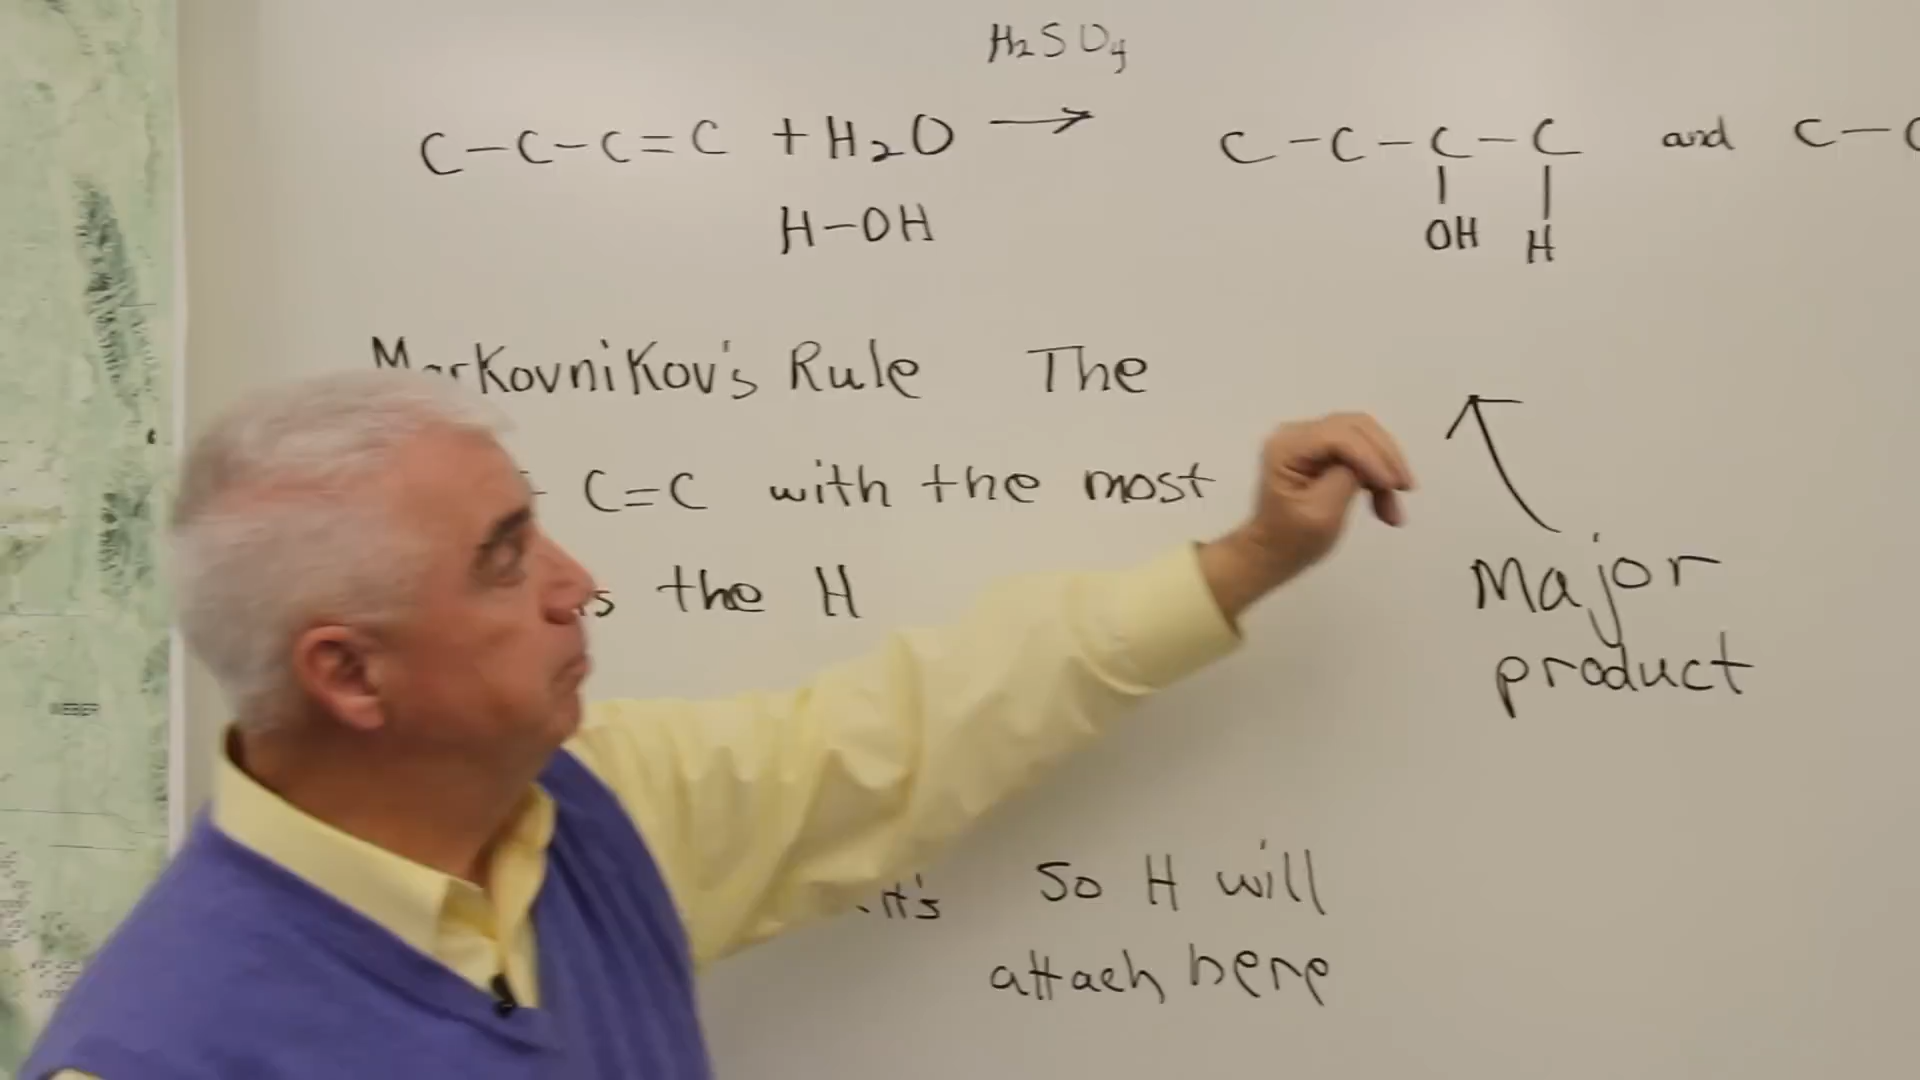 H2SO4
C-C-C=C + H2O → C-C-C-C and C-C
H-OH OH H
Markovnikov's Rule The
C=C with the most
the H
Major
product
it's So H will
attach here
WEBER